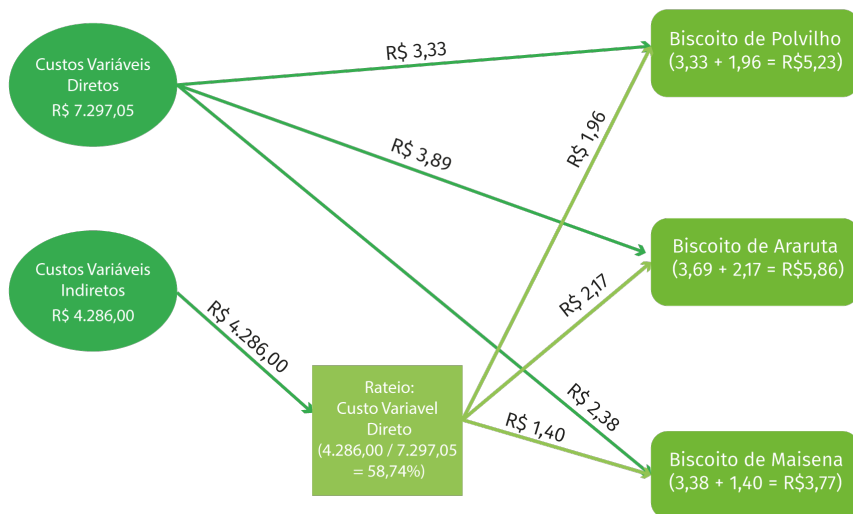 Custos Variáveis
Diretos
R$ 7.297,05
R$ 3,33
Biscoito de Polvilho
(3,33 + 1,96 = R$5,23)
R$ 3,89
R$ 1,96
Custos Variáveis
Indiretos
R$ 4.286,00
Biscoito de Araruta
(3,69 + 2,17 = R$5,86)
R$ 4.286,00
R$ 2,17
Rateio:
Custo Variavel
Direto
(4.286,00 / 7.297,05
= 58,74%)
R$ 2,38
R$ 1,40
Biscoito de Maisena
(3,38 + 1,40 = R$3,77)